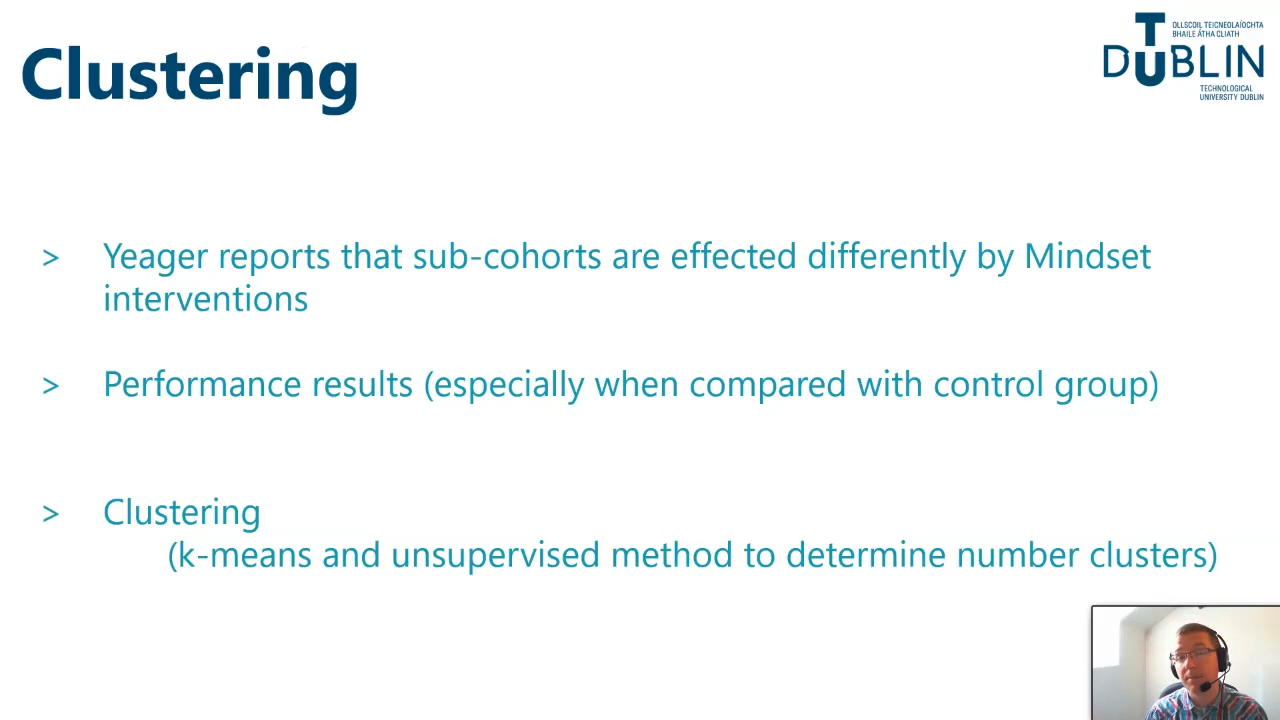 Clustering
OLLSCOIL TEICNEOLAÍOCHTA
BHAILE ÁTHA CLIATH
TU DUBLIN
TECHNOLOGICAL
UNIVERSITY DUBLIN
> Yeager reports that sub-cohorts are effected differently by Mindset
interventions
> Performance results (especially when compared with control group)
> Clustering
(k-means and unsupervised method to determine number clusters)